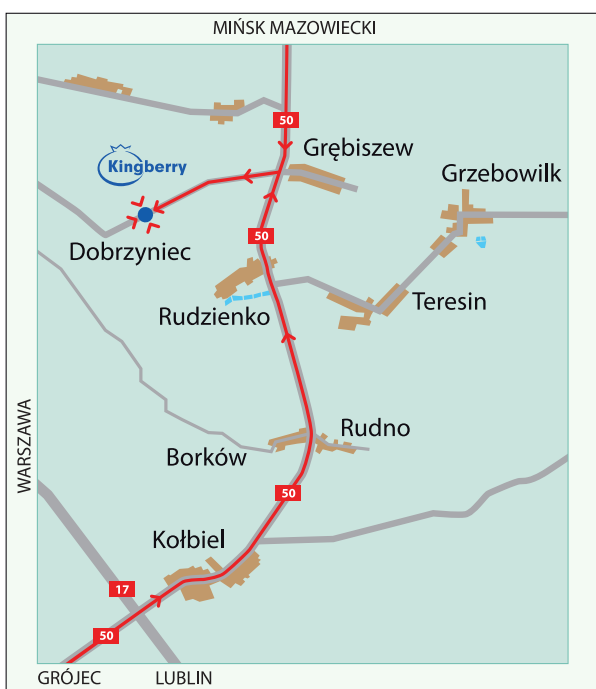 MIŃSK MAZOWIECKI
50
Grębiszew
Kingberry
Grzebowilk
50
Dobrzyniec
Teresin
Rudzienko
WARSZAWA
Rudno
Borków
50
Kołbiel
17
50
GRÓJEC
LUBLIN